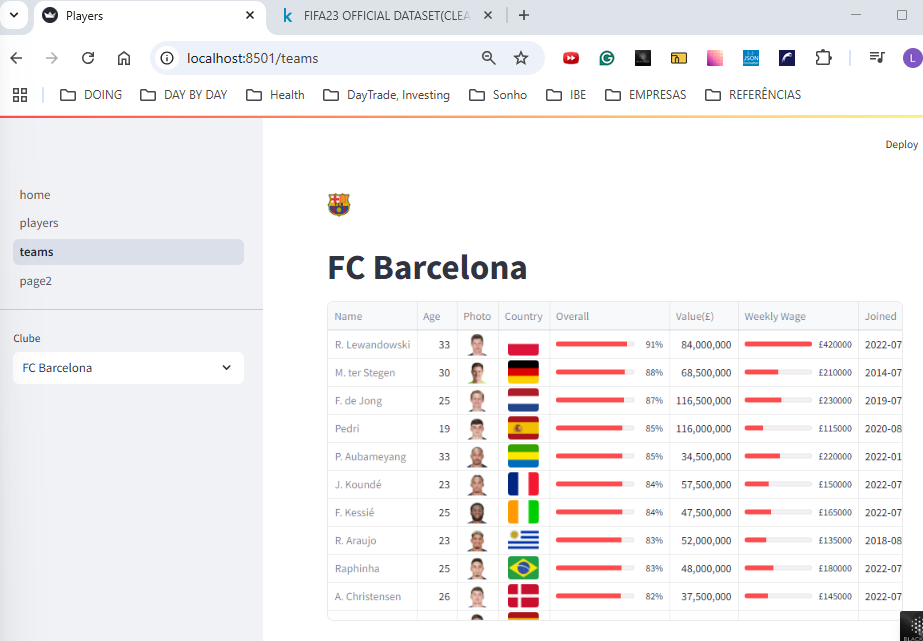 Players
FIFA23 OFFICIAL DATASET(CLEA
localhost:8501/teams
DOING DAY BY DAY Health DayTrade, Investing Sonho IBE EMPRESAS REFERÊNCIAS
Deploy
home
players
teams
page2
Clube
FC Barcelona
FC Barcelona
Name Age Photo Country Overall Value(£) Weekly Wage Joined
R. Lewandowski 33 91% 84,000,000 £420000 2022-07
M. ter Stegen 30 88% 68,500,000 £210000 2014-07
F. de Jong 25 87% 116,500,000 £230000 2019-07
Pedri 19 85% 116,000,000 £115000 2020-08
P. Aubameyang 33 85% 34,500,000 £220000 2022-01
J. Koundé 23 84% 57,500,000 £150000 2022-07
F. Kessié 25 84% 47,500,000 £165000 2022-07
R. Araujo 23 83% 52,000,000 £135000 2018-08
Raphinha 25 83% 48,000,000 £180000 2022-07
A. Christensen 26 82% 37,500,000 £145000 2022-07